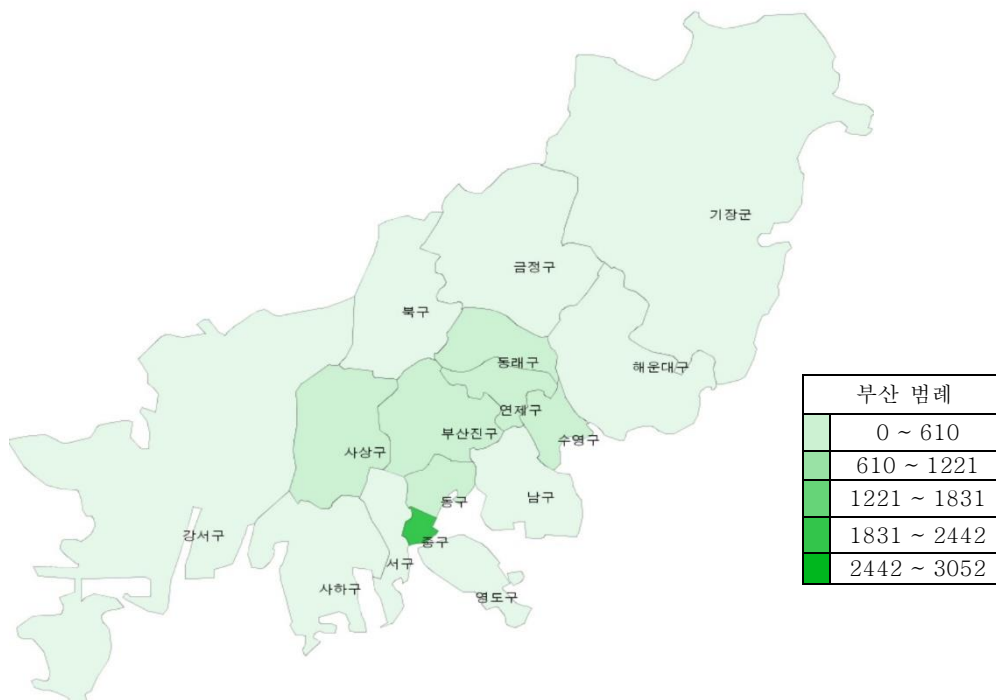 기장군
금정구
북구
해운대구
동래구
연제구
부산진구
수영구
사상구
남구
동구
강서구
중구
서구
사하구
영도구
부산 범례
0 ~ 610
610 ~ 1221
1221 ~ 1831
1831 ~ 2442
2442 ~ 3052